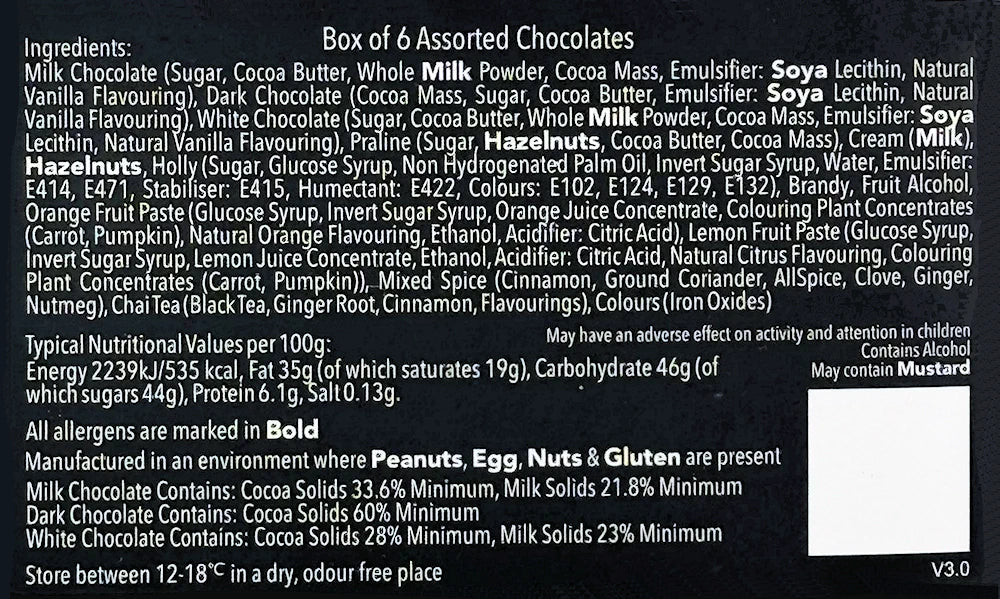 Box of 6 Assorted Chocolates
Ingredients:
Milk Chocolate (Sugar, Cocoa Butter, Whole Milk Powder, Cocoa Mass, Emulsifier: Soya Lecithin, Natural
Vanilla Flavouring), Dark Chocolate (Cocoa Mass, Sugar, Cocoa Butter, Emulsifier: Soya Lecithin, Natural
Vanilla Flavouring), White Chocolate (Sugar, Cocoa Butter, Whole Milk Powder, Cocoa Mass, Emulsifier: Soya
Lecithin, Natural Vanilla Flavouring), Praline (Sugar, Hazelnuts, Cocoa Butter, Cocoa Mass), Cream (Milk),
Hazelnuts, Holly (Sugar, Glucose Syrup, Non Hydrogenated Palm Oil, Invert Sugar Syrup, Water, Emulsifier:
E414, E471, Stabiliser: E415, Humectant: E422, Colours: E102, E124, E129, E132), Brandy, Fruit Alcohol,
Orange Fruit Paste (Glucose Syrup, Invert Sugar Syrup, Orange Juice Concentrate, Colouring Plant Concentrates
(Carrot, Pumpkin), Natural Orange Flavouring, Ethanol, Acidifier: Citric Acid), Lemon Fruit Paste (Glucose Syrup,
Invert Sugar Syrup, Lemon Juice Concentrate, Ethanol, Acidifier: Citric Acid, Natural Citrus Flavouring, Colouring
Plant Concentrates (Carrot, Pumpkin)), Mixed Spice (Cinnamon, Ground Coriander, AllSpice, Clove, Ginger,
Nutmeg), Chai Tea (Black Tea, Ginger Root, Cinnamon, Flavourings), Colours (Iron Oxides)
May have an adverse effect on activity and attention in children
Contains Alcohol
May contain Mustard
Typical Nutritional Values per 100g:
Energy 2239kJ/535 kcal, Fat 35g (of which saturates 19g), Carbohydrate 46g (of
which sugars 44g), Protein 6.1g, Salt 0.13g.
All allergens are marked in Bold
Manufactured in an environment where Peanuts, Egg, Nuts & Gluten are present
Milk Chocolate Contains: Cocoa Solids 33.6% Minimum, Milk Solids 21.8% Minimum
Dark Chocolate Contains: Cocoa Solids 60% Minimum
White Chocolate Contains: Cocoa Solids 28% Minimum, Milk Solids 23% Minimum
Store between 12-18°C in a dry, odour free place
V3.0